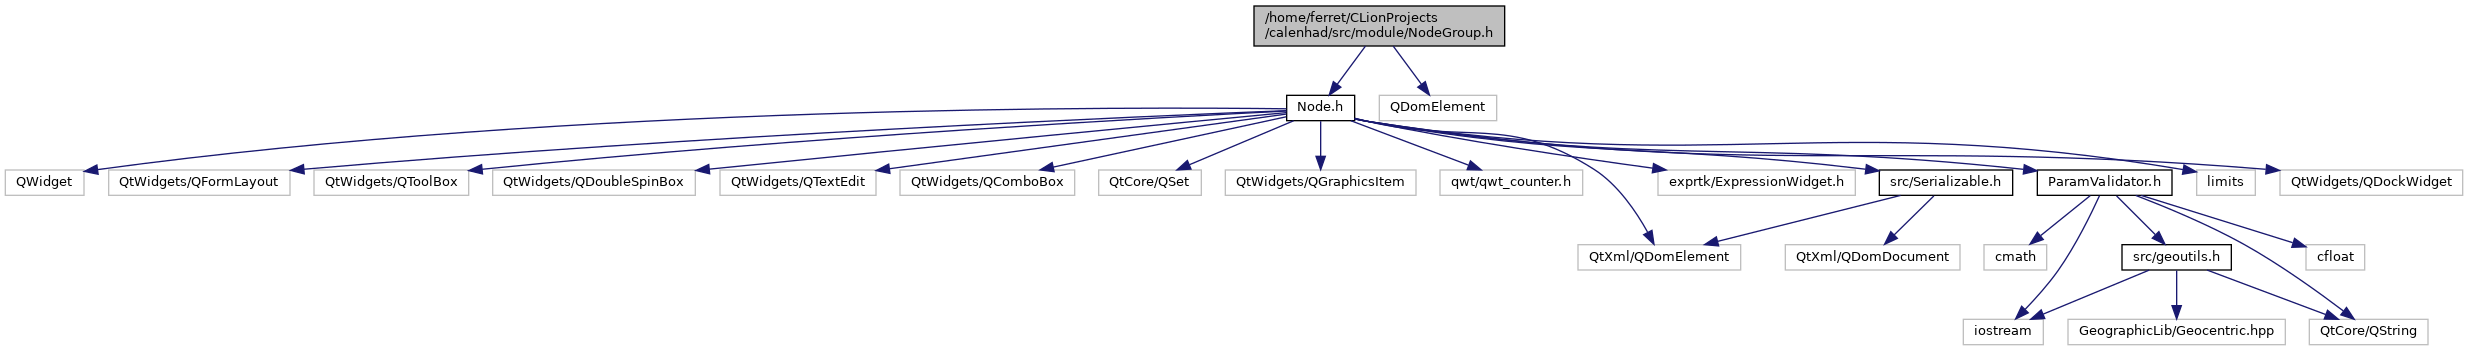 /home/ferret/CLionProjects
/calenhad/src/module/NodeGroup.h
Node.h
QDomElement
QWidget
QtWidgets/QFormLayout
QtWidgets/QToolBox
QtWidgets/QDoubleSpinBox
QtWidgets/QTextEdit
QtWidgets/QComboBox
QtCore/QSet
QtWidgets/QGraphicsItem
qwt/qwt_counter.h
exprtk/ExpressionWidget.h
src/Serializable.h
ParamValidator.h
limits
QtWidgets/QDockWidget
QtXml/QDomElement
QtXml/QDomDocument
cmath
src/geoutils.h
cfloat
iostream
GeographicLib/Geocentric.hpp
QtCore/QString